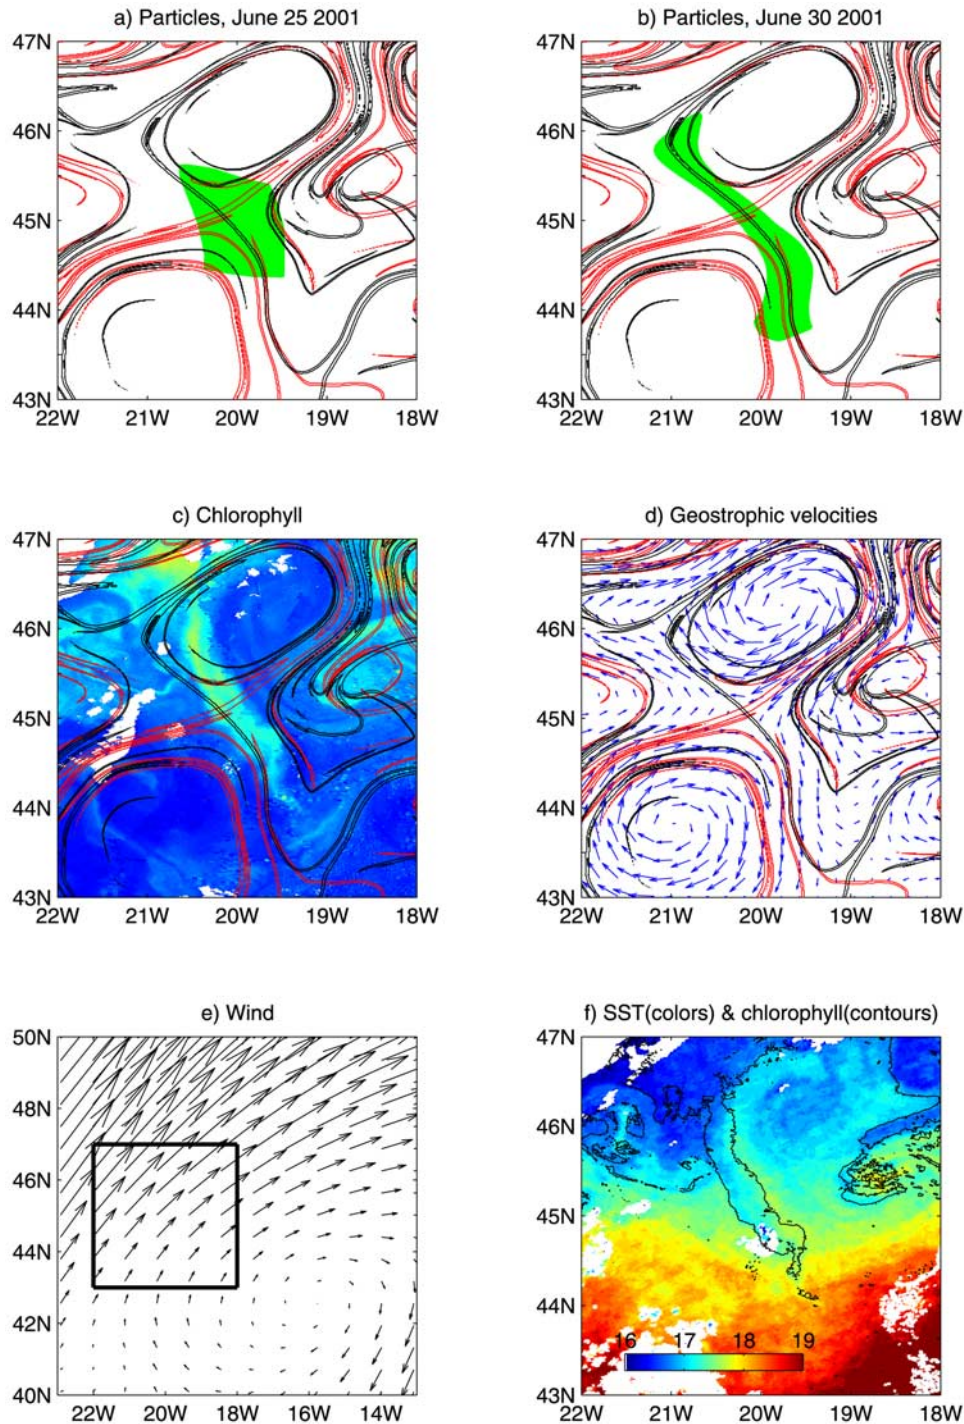 a) Particles, June 25 2001
b) Particles, June 30 2001
47N
46N
45N
44N
43N
22W 21W 20W 19W 18W
47N
46N
45N
44N
43N
22W 21W 20W 19W 18W
c) Chlorophyll
d) Geostrophic velocities
47N
46N
45N
44N
43N
22W 21W 20W 19W 18W
47N
46N
45N
44N
43N
22W 21W 20W 19W 18W
e) Wind
f) SST(colors) & chlorophyll(contours)
50N
48N
46N
44N
42N
40N
22W 20W 18W 16W 14W
47N
46N
45N
44N
16 17 18 19
43N
22W 21W 20W 19W 18W